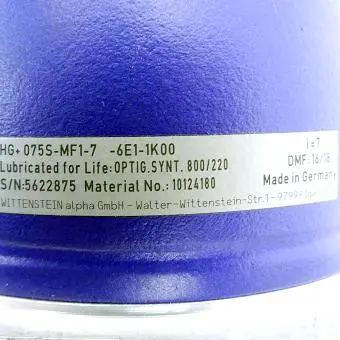 HG+ 075S-MF1-7 -6E1-1K00 i=7
Lubricated for Life: OPTIG.SYNT. 800/220 DMF: 16/16
S/N: 5622875 Material No.: 10124180 Made in Germany
WITTENSTEIN alpha GmbH - Walter-Wittenstein-Str.1 -